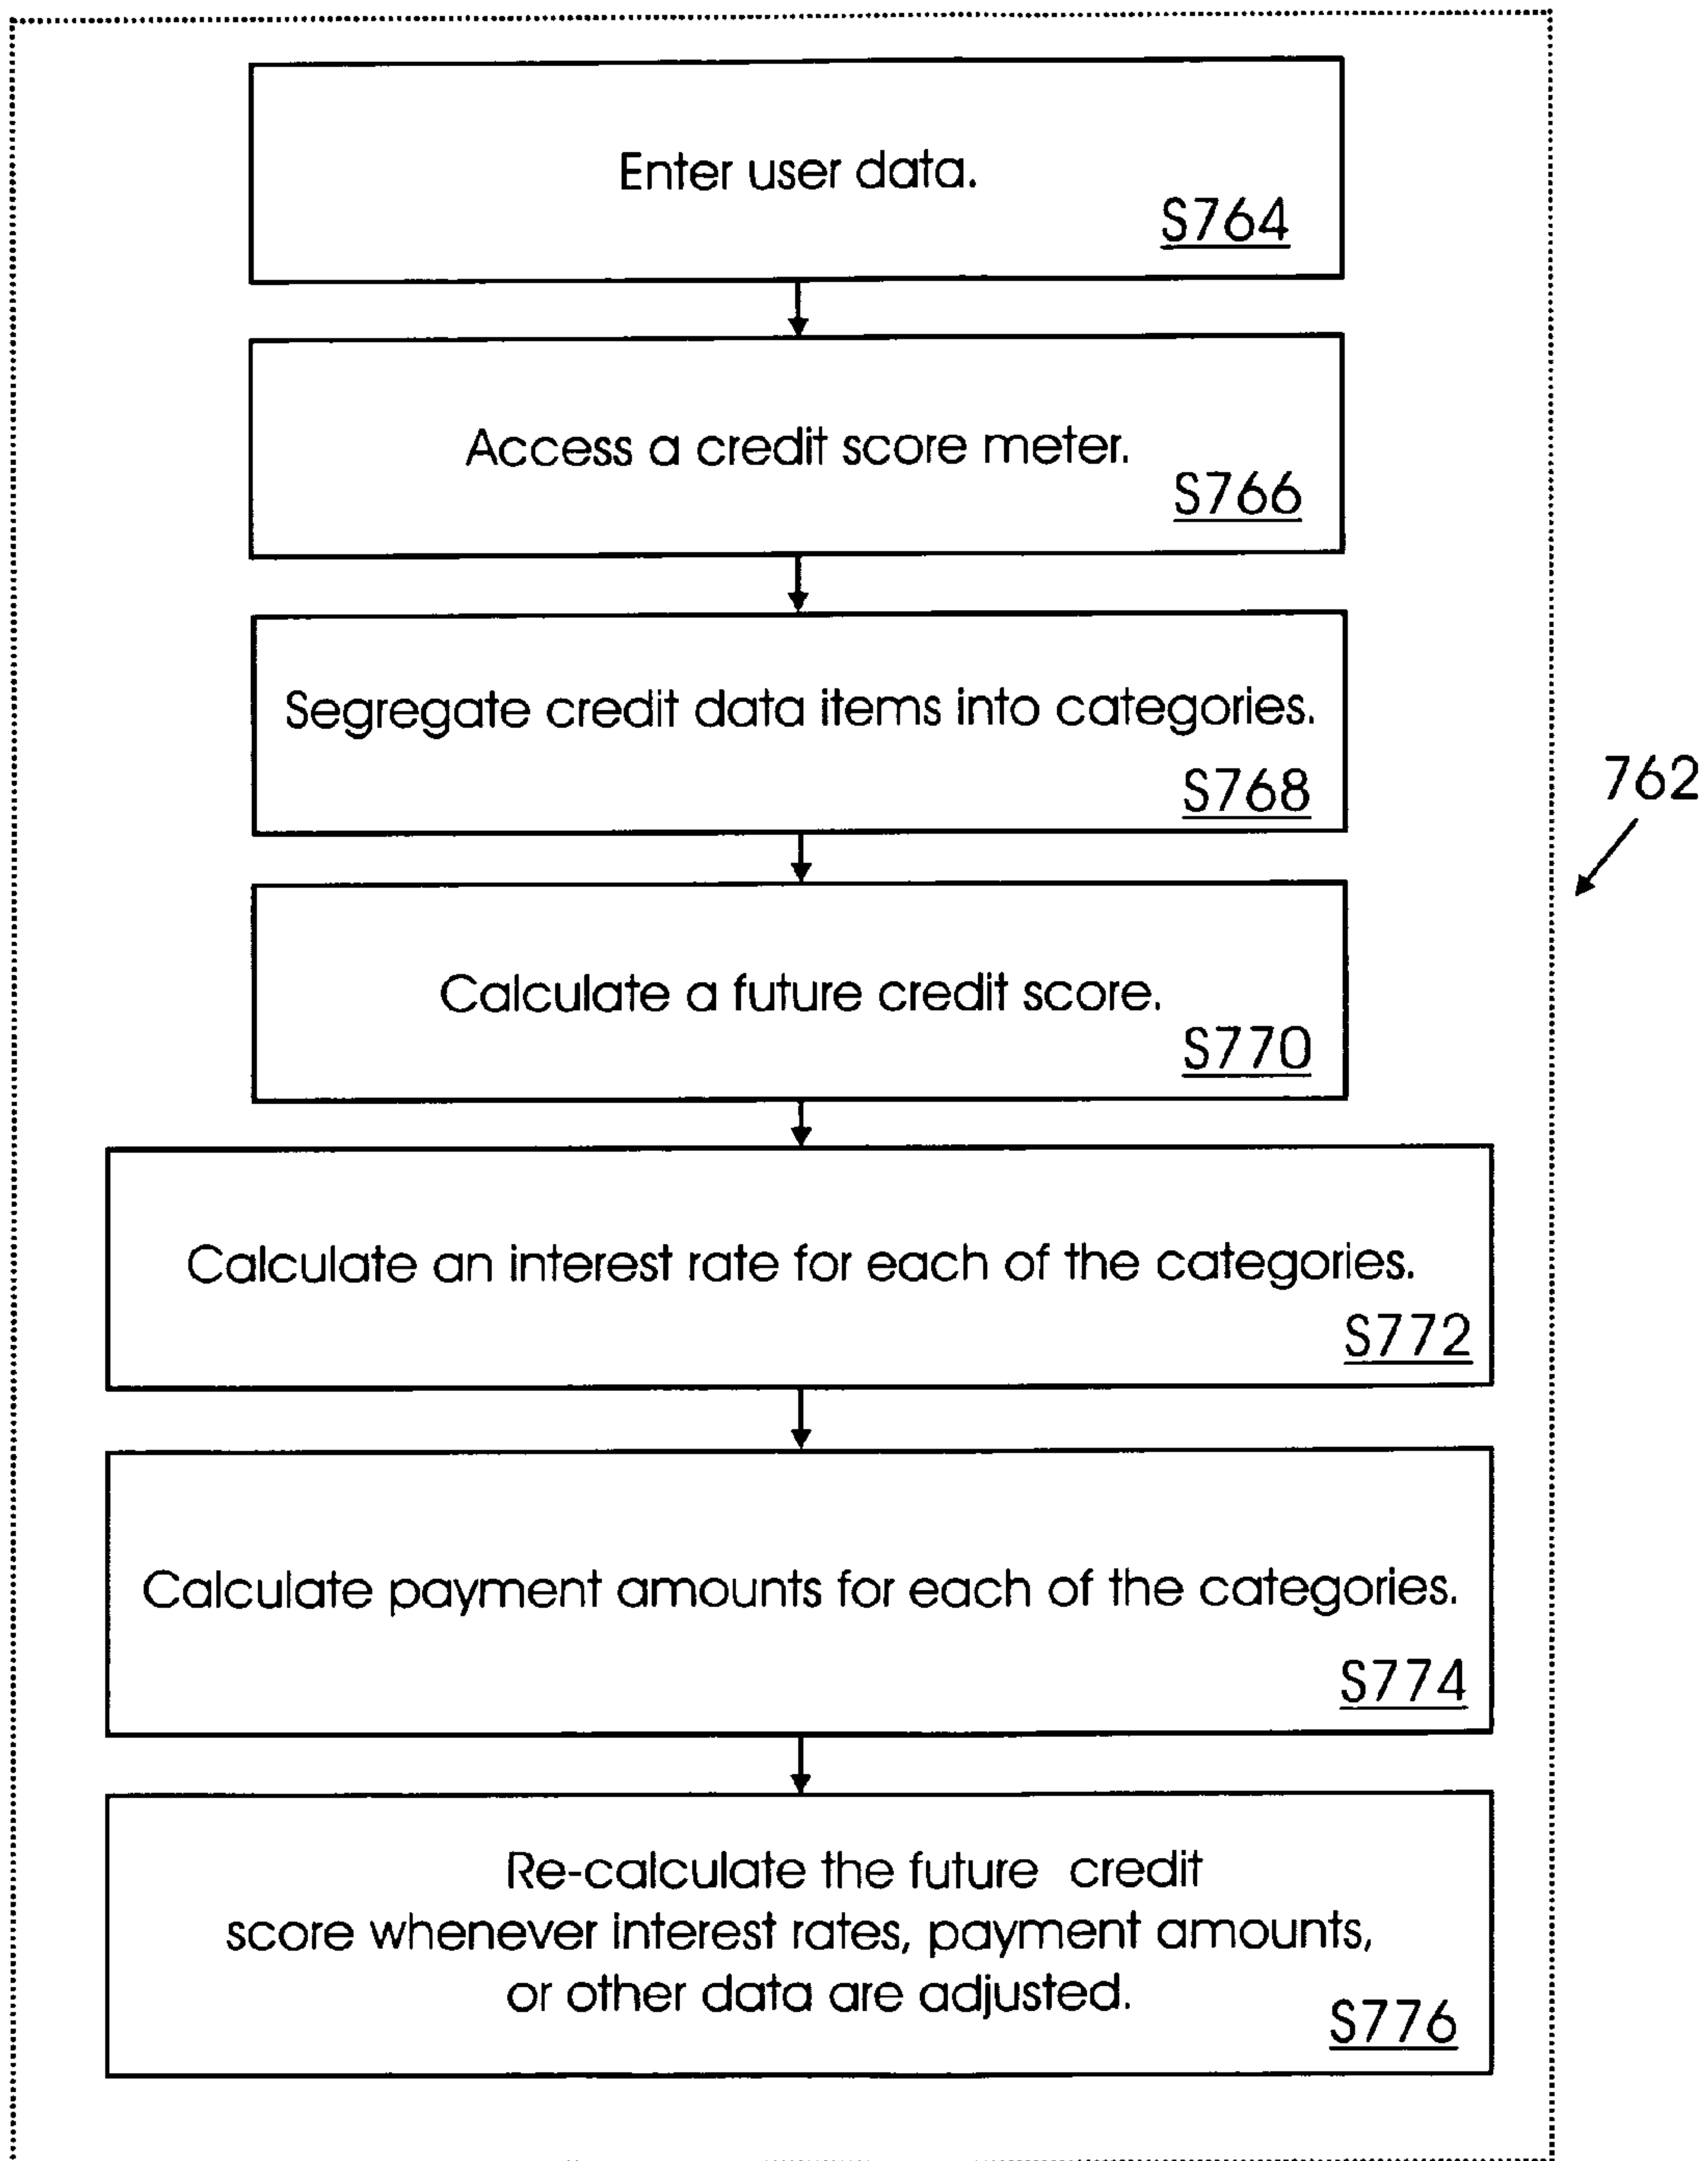 Enter user data.
S764
Access a credit score meter.
S766
Segregate credit data items into categories.
S768
762
Calculate a future credit score.
S770
Calculate an interest rate for each of the categories.
S772
Calculate payment amounts for each of the categories.
S774
Re-calculate the future credit
score whenever interest rates, payment amounts,
or other data are adjusted.
S776